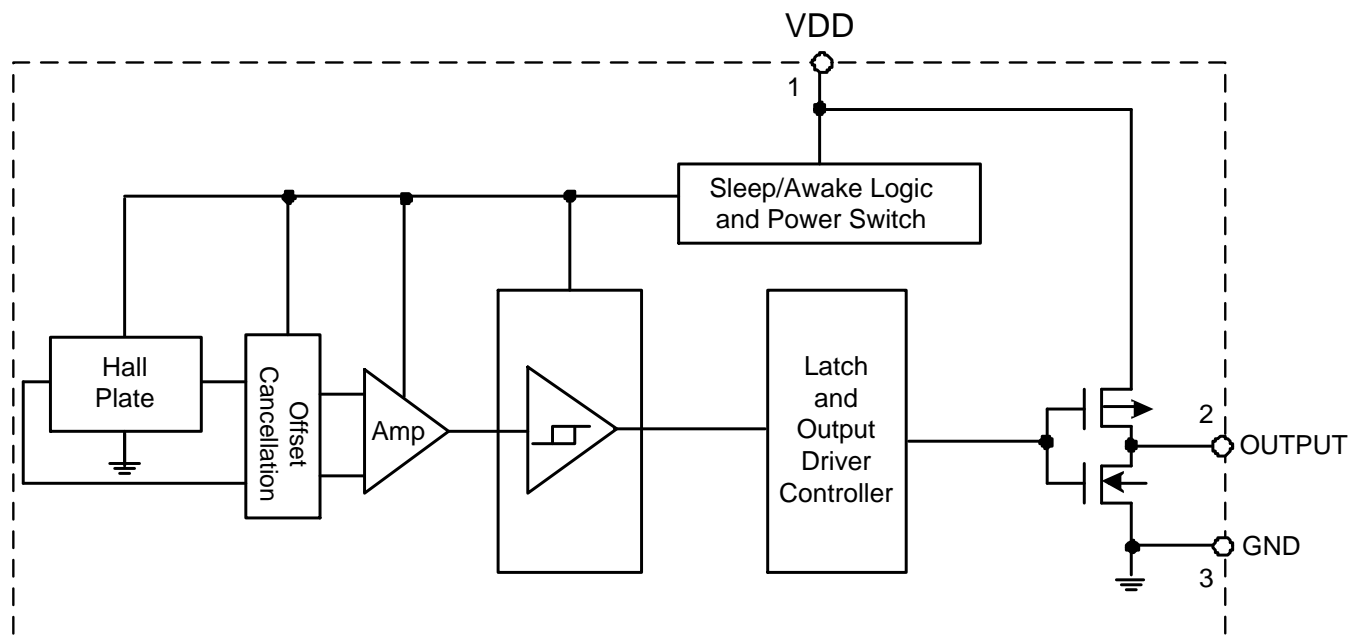 VDD
1
Sleep/Awake Logic
and Power Switch
Hall
Plate
Offset
Cancellation
Amp
Latch
and
Output
Driver
Controller
2
OUTPUT
GND
3